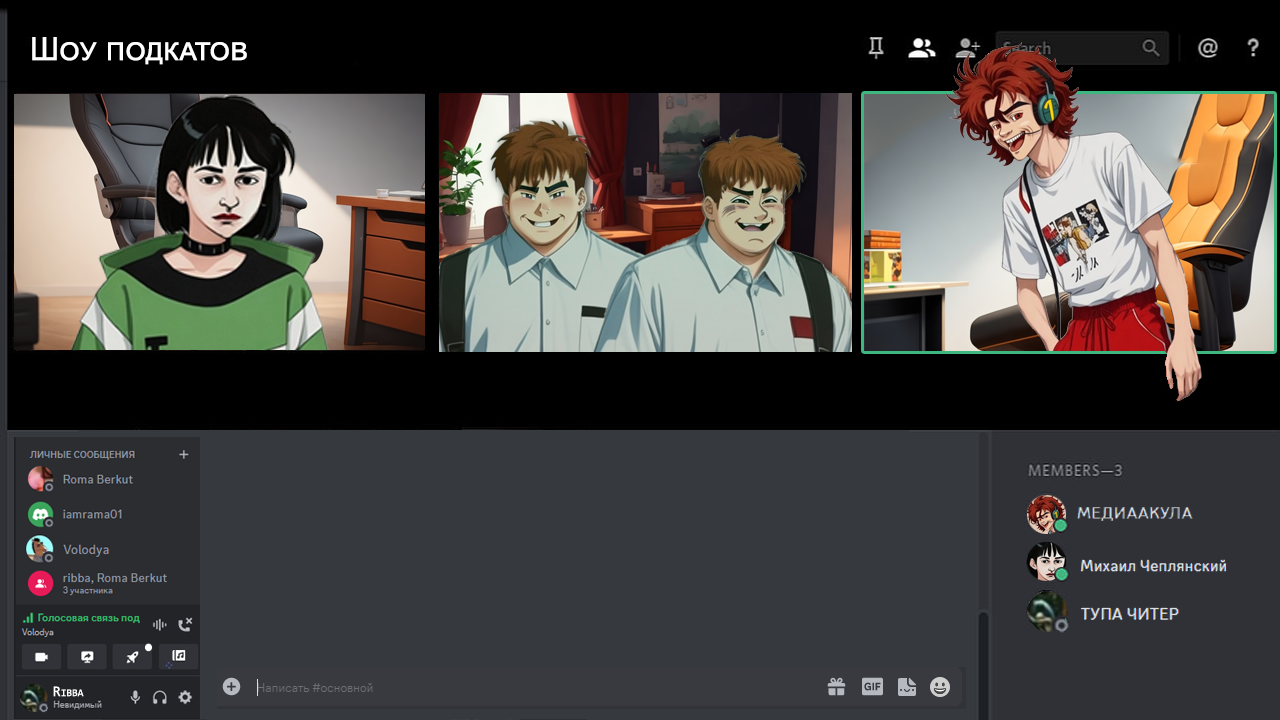 Шоу подкатов
Search
ЛИЧНЫЕ СООБЩЕНИЯ
Roma Berkut
iamrama01
Volodya
ribba, Roma Berkut
3 участника
Голосовая связь под
Volodya
Ribba
Невидимый
Написать #основной
GIF
MEMBERS—3
МЕДИААКУЛА
Михаил Чеплянский
ТУПА ЧИТЕР